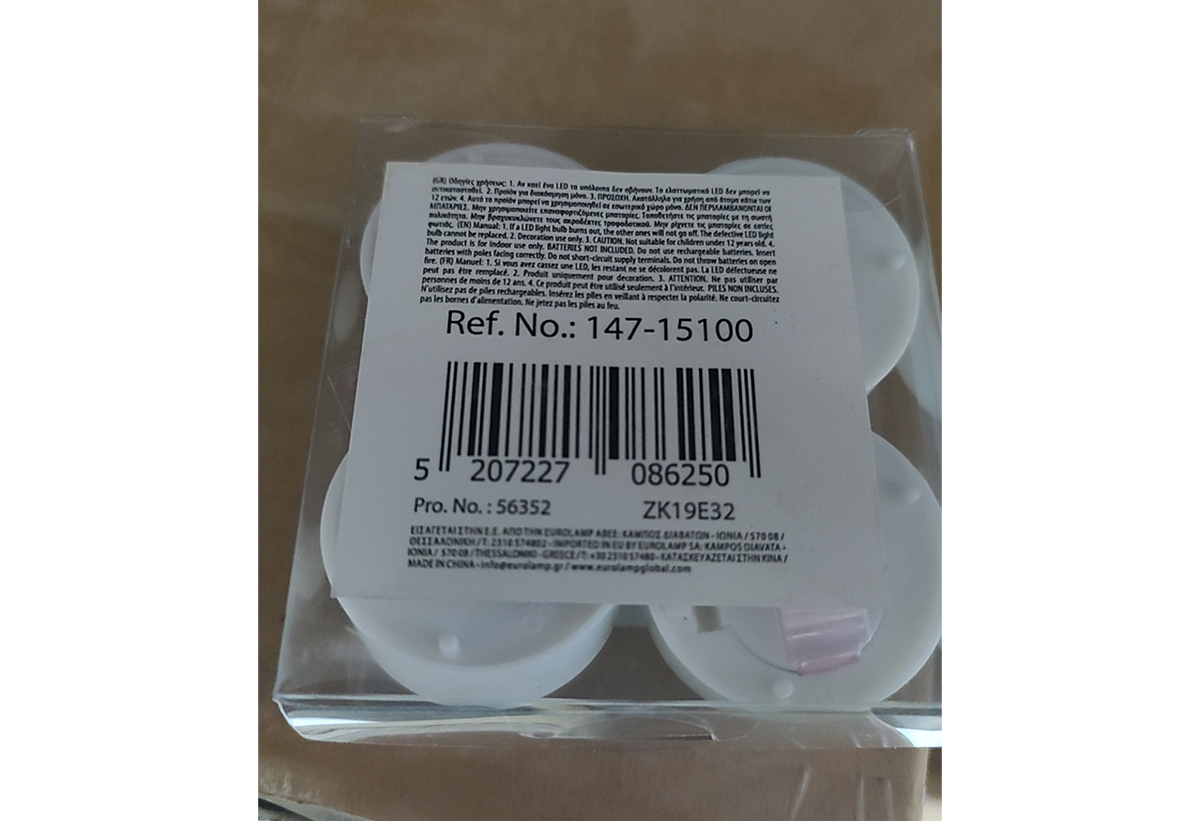 (GR) Οδηγίες χρήσεως: 1. Αν καεί ένα LED τα υπόλοιπα δεν σβήνουν. Το ελαττωματικό LED δεν μπορεί να
αντικατασταθεί. 2. Προϊόν για διακόσμηση μόνο. 3. ΠΡΟΣΟΧΗ. Ακατάλληλο για χρήση από άτομα κάτω των
12 ετών. 4. Αυτό το προϊόν μπορεί να χρησιμοποιηθεί σε εσωτερικό χώρο μόνο. ΔΕΝ ΠΕΡΙΛΑΜΒΑΝΟΝΤΑΙ ΟΙ
ΜΠΑΤΑΡΙΕΣ. Μην χρησιμοποιείτε επαναφορτιζόμενες μπαταρίες. Τοποθετήστε τις μπαταρίες με τη σωστή
πολικότητα. Μην βραχυκυκλώνετε τους ακροδέκτες τροφοδοτικού. Μην ρίχνετε τις μπαταρίες σε εστίες
φωτιάς. (EN) Manual: 1. If a LED light bulb burns out, the other ones will not go off. The defective LED light
bulb cannot be replaced. 2. Decoration use only. 3. CAUTION. Not suitable for children under 12 years old. 4.
The product is for indoor use only. BATTERIES NOT INCLUDED. Do not use rechargeable batteries. Insert
batteries with poles facing correctly. Do not short-circuit supply terminals. Do not throw batteries on open
fire. (FR) Manuel: 1. Si vous avez cassez une LED, les restant ne se décolorent pas. La LED défectueuse ne
peut pas être remplacé. 2. Produit uniquement pour decoration. 3. ATTENTION. Ne pas utiliser par
personnes de moins de 12 ans. 4. Ce produit peut être utilisé seulement à l'intérieur. PILES NON INCLUSES.
N'utilisez pas de piles rechargeables. Insérez les piles en veillant à respecter la polarité. Ne court-circuitez
pas les bornes d'alimentation. Ne jetez pas les piles au feu.
Ref. No.: 147-15100
5 207227 086250
Pro. No. : 56352 ZK19E32
ΕΙΣΑΓΕΤΑΙ ΣΤΗΝ Ε.Ε. ΑΠΟ ΤΗΝ EUROLAMP ΑΒΕΕ: ΚΑΜΠΟΣ ΔΙΑΒΑΤΩΝ - ΙΩΝΙΑ / 570 08 /
ΘΕΣΣΑΛΟΝΙΚΗ / Τ: 2310 574802 - IMPORTED IN EU BY EUROLAMP SA: KAMPOS DIAVATA -
IONIA / 570 08 / THESSALONIKI - GREECE / T: +30 2310 57480 - ΚΑΤΑΣΚΕΥΑΖΕΤΑΙ ΣΤΗΝ ΚΙΝΑ /
MADE IN CHINA - info@eurolamp.gr / www.eurolampglobal.com